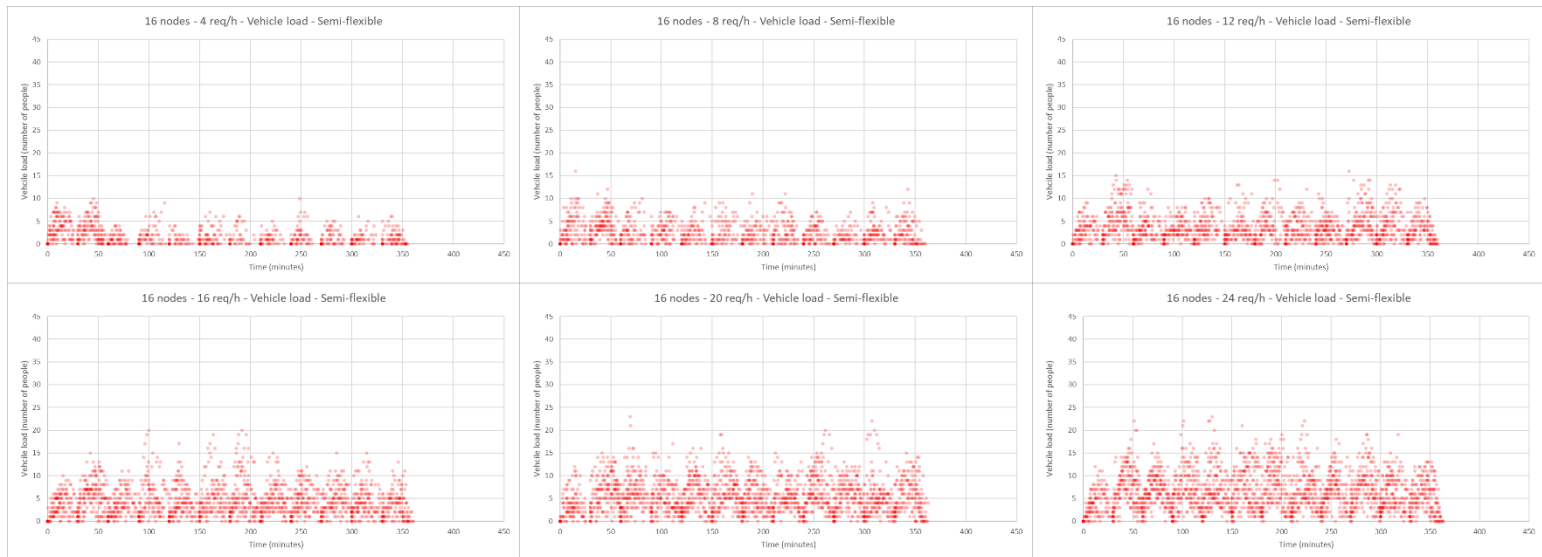 16 nodes - 4 req/h - Vehicle load - Semi-flexible
Vehcile load (number of people)
45
40
35
30
25
20
15
10
5
0
0 50 100 150 200 250 300 350 400 450
Time (minutes)
16 nodes - 8 req/h - Vehicle load - Semi-flexible
Vehcile load (number of people)
45
40
35
30
25
20
15
10
5
0
0 50 100 150 200 250 300 350 400 450
Time (minutes)
16 nodes - 12 req/h - Vehicle load - Semi-flexible
Vehcile load (number of people)
45
40
35
30
25
20
15
10
5
0
0 50 100 150 200 250 300 350 400 450
Time (minutes)
16 nodes - 16 req/h - Vehicle load - Semi-flexible
Vehcile load (number of people)
45
40
35
30
25
20
15
10
5
0
0 50 100 150 200 250 300 350 400 450
Time (minutes)
16 nodes - 20 req/h - Vehicle load - Semi-flexible
Vehcile load (number of people)
45
40
35
30
25
20
15
10
5
0
0 50 100 150 200 250 300 350 400 450
Time (minutes)
16 nodes - 24 req/h - Vehicle load - Semi-flexible
Vehcile load (number of people)
45
40
35
30
25
20
15
10
5
0
0 50 100 150 200 250 300 350 400 450
Time (minutes)